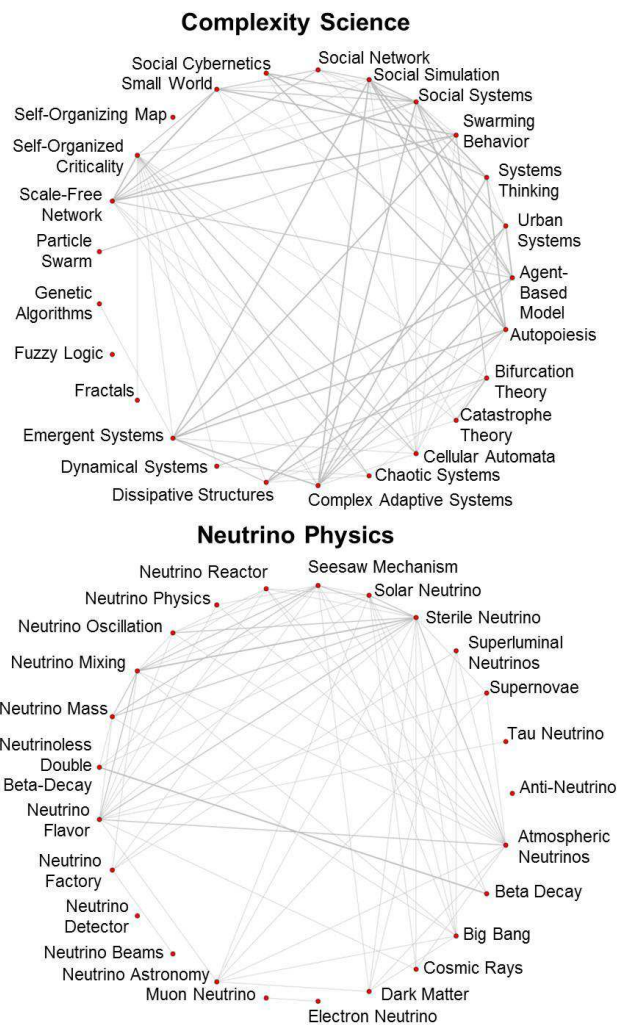 Complexity Science
Social Cybernetics
Social Network
Small World
Social Simulation
Social Systems
Self-Organizing Map
Swarming
Behavior
Self-Organized
Criticality
Systems
Thinking
Scale-Free
Network
Urban
Systems
Particle
Swarm
Agent-
Based
Model
Genetic
Algorithms
Autopoiesis
Fuzzy Logic
Bifurcation
Theory
Fractals
Catastrophe
Theory
Emergent Systems
Cellular Automata
Dynamical Systems
Chaotic Systems
Dissipative Structures
Complex Adaptive Systems
Neutrino Physics
Seesaw Mechanism
Neutrino Reactor
Solar Neutrino
Neutrino Physics
Sterile Neutrino
Neutrino Oscillation
Superluminal
Neutrinos
Neutrino Mixing
Supernovae
Neutrino Mass
Tau Neutrino
Neutrinoless
Double
Beta-Decay
Anti-Neutrino
Neutrino
Flavor
Atmospheric
Neutrinos
Neutrino
Factory
Beta Decay
Neutrino
Detector
Big Bang
Neutrino Beams
Cosmic Rays
Neutrino Astronomy
Dark Matter
Muon Neutrino
Electron Neutrino